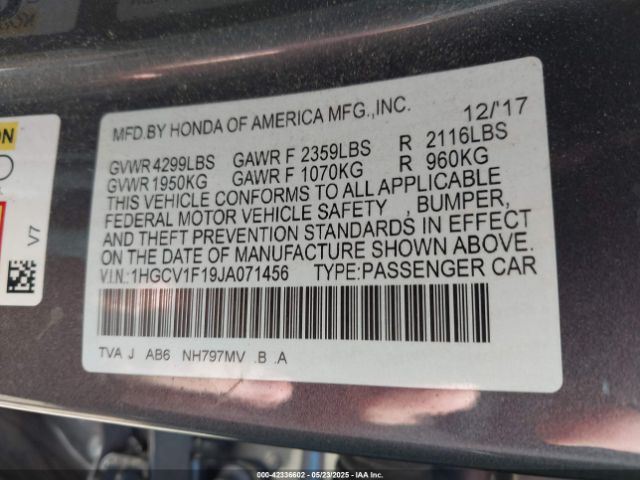 MFD.BY HONDA OF AMERICA MFG.,INC. 12/'17
GVWR 4299LBS GAWR F 2359LBS R 2116LBS
GVWR 1950KG GAWR F 1070KG R 960KG
THIS VEHICLE CONFORMS TO ALL APPLICABLE
FEDERAL MOTOR VEHICLE SAFETY , BUMPER,
AND THEFT PREVENTION STANDARDS IN EFFECT
ON THE DATE OF MANUFACTURE SHOWN ABOVE.
V.I.N.:1HGCV1F19JA071456 TYPE:PASSENGER CAR
TVA J AB6 NH797MV .B .A
V7
000-42336602 - 05/23/2025 - IAA Inc.